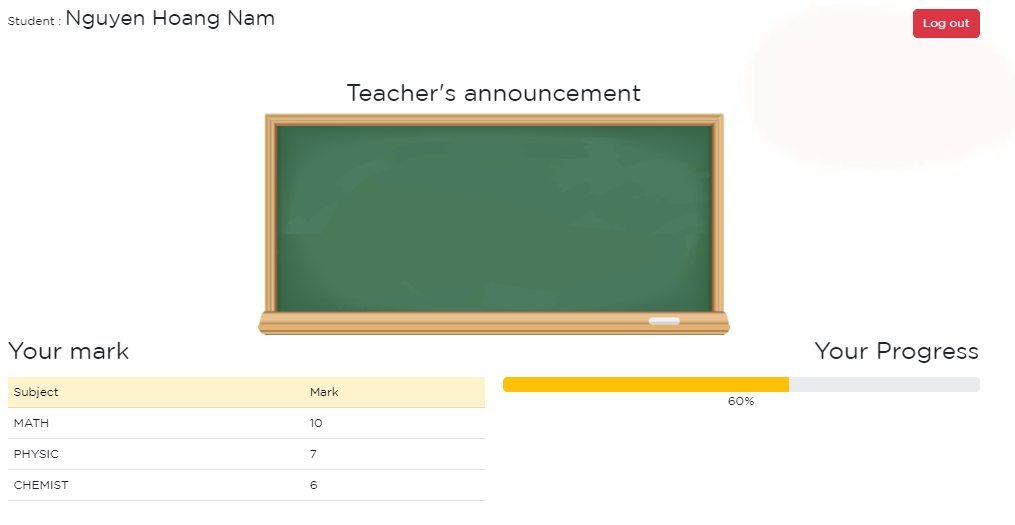 Student : Nguyen Hoang Nam
Log out
Teacher's announcement
Your mark
Your Progress
Subject Mark
60%
MATH 10
PHYSIC 7
CHEMIST 6